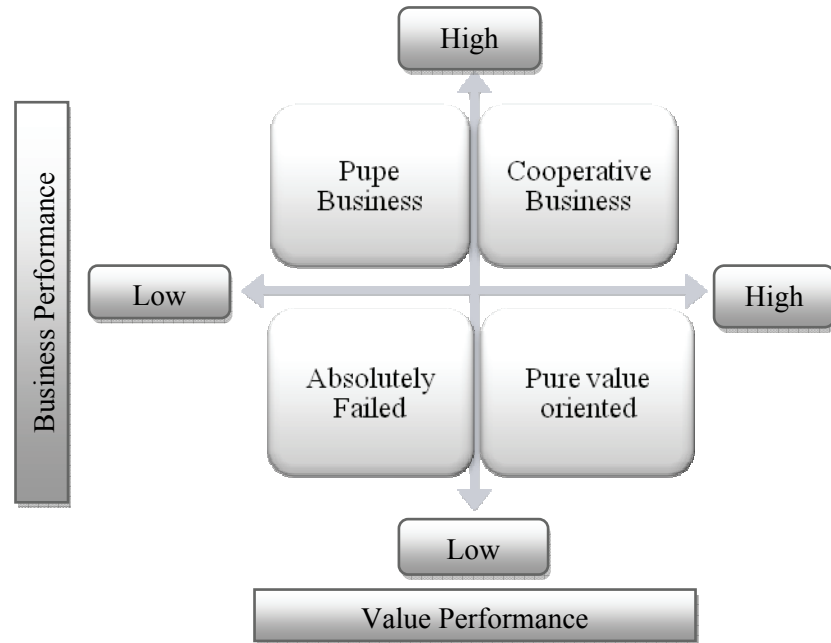 High
Pupe
Business
Cooperative
Business
Business Performance
Low
High
Absolutely
Failed
Pure value
oriented
Low
Value Performance